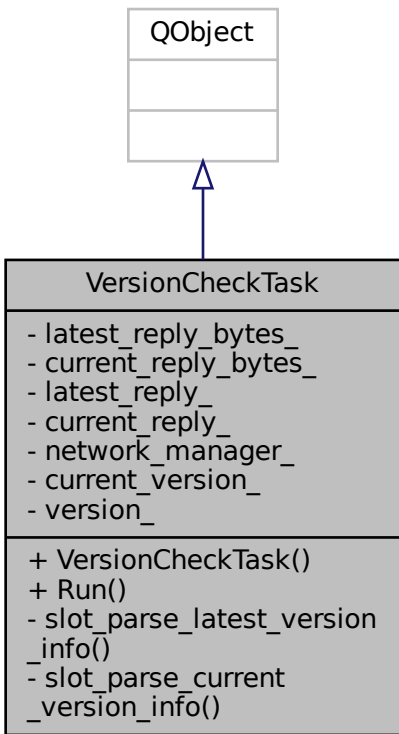 QObject
VersionCheckTask
- latest_reply_bytes_
- current_reply_bytes_
- latest_reply_
- current_reply_
- network_manager_
- current_version_
- version_
+ VersionCheckTask()
+ Run()
- slot_parse_latest_version
_info()
- slot_parse_current
_version_info()